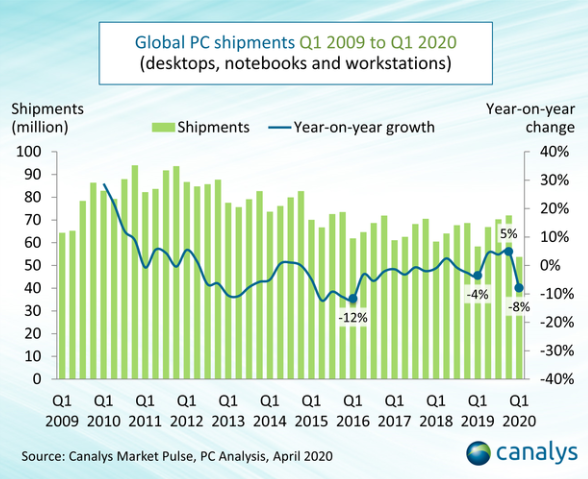 Global PC shipments Q1 2009 to Q1 2020
(desktops, notebooks and workstations)
Shipments
(million)
Year-on-year
change
Shipments
Year-on-year growth
100
90
80
70
60
50
40
30
20
10
0
40%
30%
20%
10%
0%
-10%
-20%
-30%
-40%
-12%
-4%
5%
-8%
Q1 Q1 Q1 Q1 Q1 Q1 Q1 Q1 Q1 Q1 Q1 Q1
2009 2010 2011 2012 2013 2014 2015 2016 2017 2018 2019 2020
Source: Canalys Market Pulse, PC Analysis, April 2020
canalys